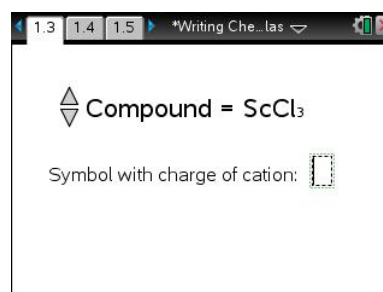 1.3 1.4 1.5 *Writing Che...las
Compound = ScCl₃
Symbol with charge of cation: